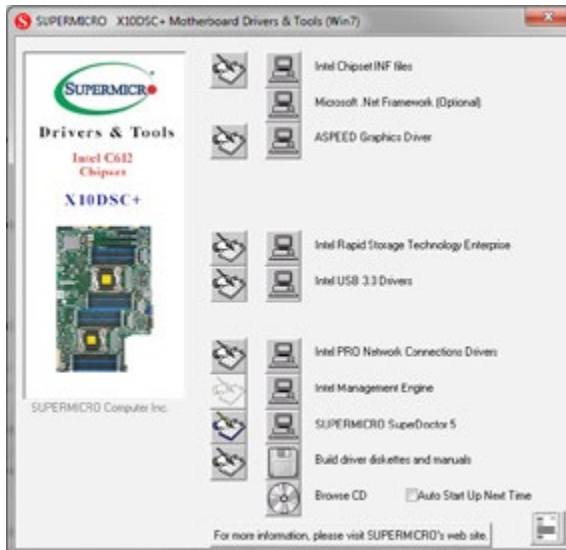 SUPERMICRO X10DSC+ Motherboard Drivers & Tools (Win7)
SUPERMICRO
Drivers & Tools
Intel C612
Chipset
X10DSC+
SUPERMICRO Computer Inc.
Intel Chipset INF files
Microsoft .Net Framework (Optional)
ASPEED Graphics Driver
Intel Rapid Storage Technology Enterprise
Intel USB 3.3 Drivers
Intel PRO Network Connections Drivers
Intel Management Engine
SUPERMICRO SuperDoctor 5
Build driver diskettes and manuals
Browse CD
Auto Start Up Next Time
For more information, please visit SUPERMICRO's web site.